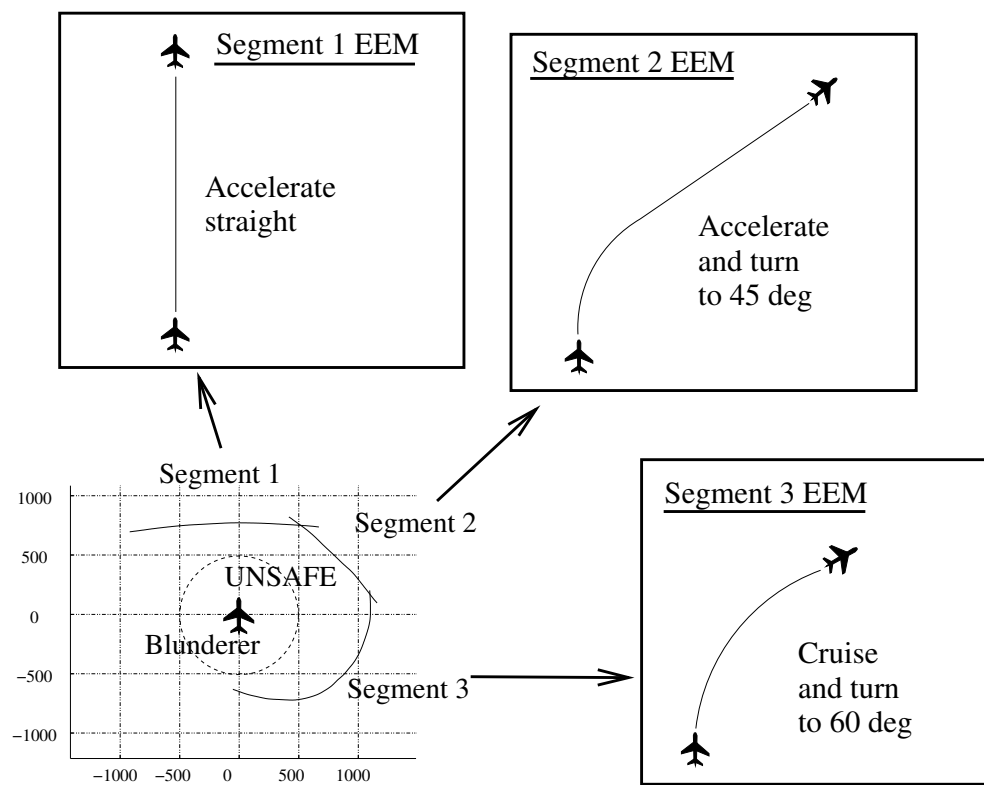 Segment 1 EEM
Accelerate
straight
Segment 2 EEM
Accelerate
and turn
to 45 deg
Segment 1
Segment 2
Segment 3
UNSAFE
Blunderer
1000
500
0
−500
−1000
−1000
−500
0
500
1000
Segment 3 EEM
Cruise
and turn
to 60 deg